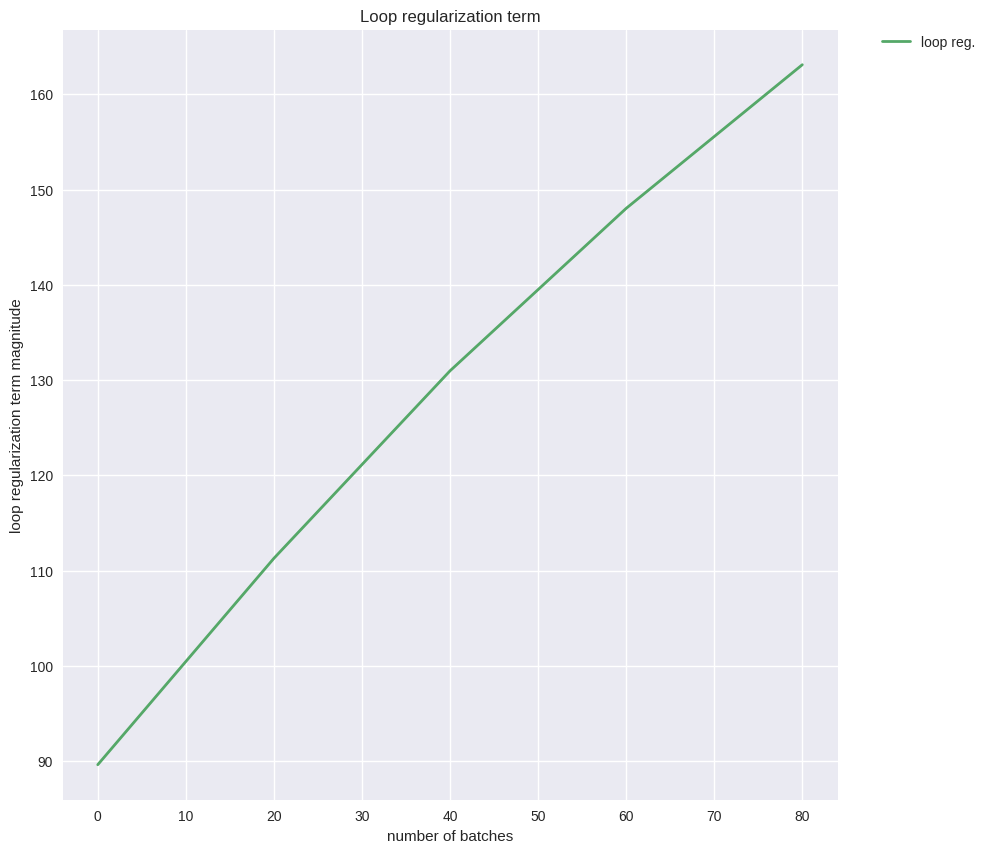 Loop regularization term
loop reg.
loop regularization term magnitude
160
150
140
130
120
110
100
90
0 10 20 30 40 50 60 70 80
number of batches